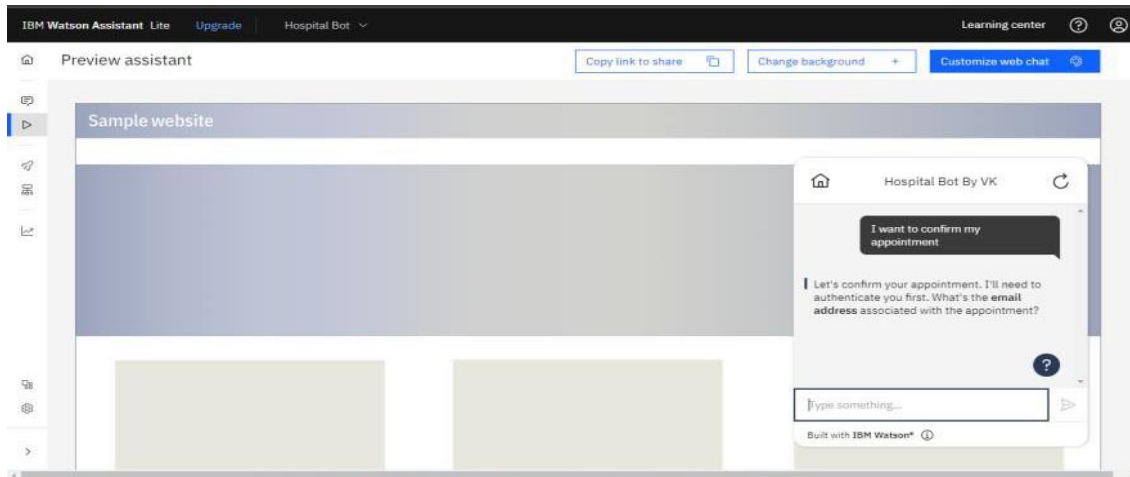 IBM Watson Assistant Lite Upgrade Hospital Bot Learning center
Preview assistant Copy link to share Change background + Customize web chat
Sample website
Hospital Bot By VK
I want to confirm my
appointment
Let's confirm your appointment. I'll need to
authenticate you first. What's the email
address associated with the appointment?
?
Type something...
Built with IBM Watson®